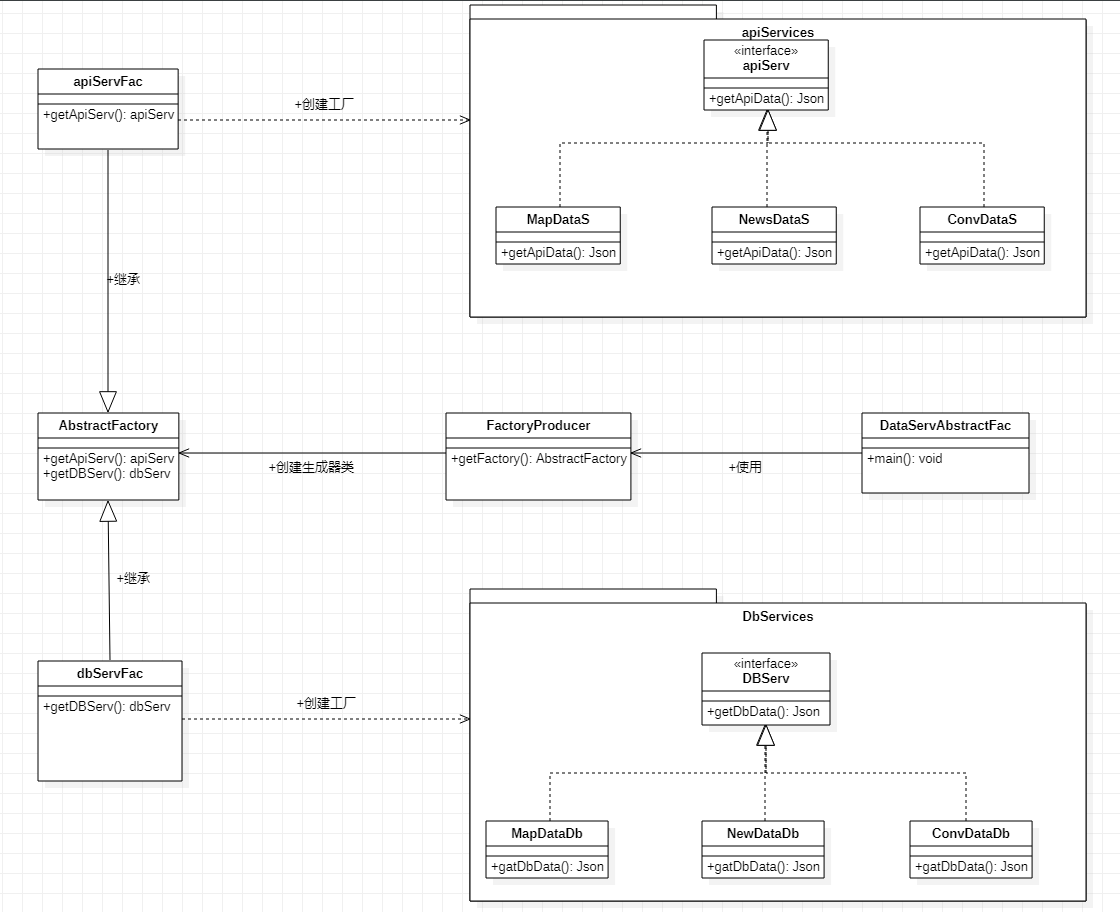 apiServices
«interface»
apiServ
+getApiData(): Json
apiServFac
+getApiServ(): apiServ
+创建工厂
MapDataS
+getApiData(): Json
NewsDataS
+getApiData(): Json
ConvDataS
+getApiData(): Json
+继承
AbstractFactory
+getApiServ(): apiServ
+getDBServ(): dbServ
+创建生成器类
FactoryProducer
+getFactory(): AbstractFactory
+使用
DataServAbstractFac
+main(): void
+继承
DbServices
«interface»
DBServ
+getDbData(): Json
dbServFac
+getDBServ(): dbServ
+创建工厂
MapDataDb
+gatDbData(): Json
NewDataDb
+gatDbData(): Json
ConvDataDb
+gatDbData(): Json